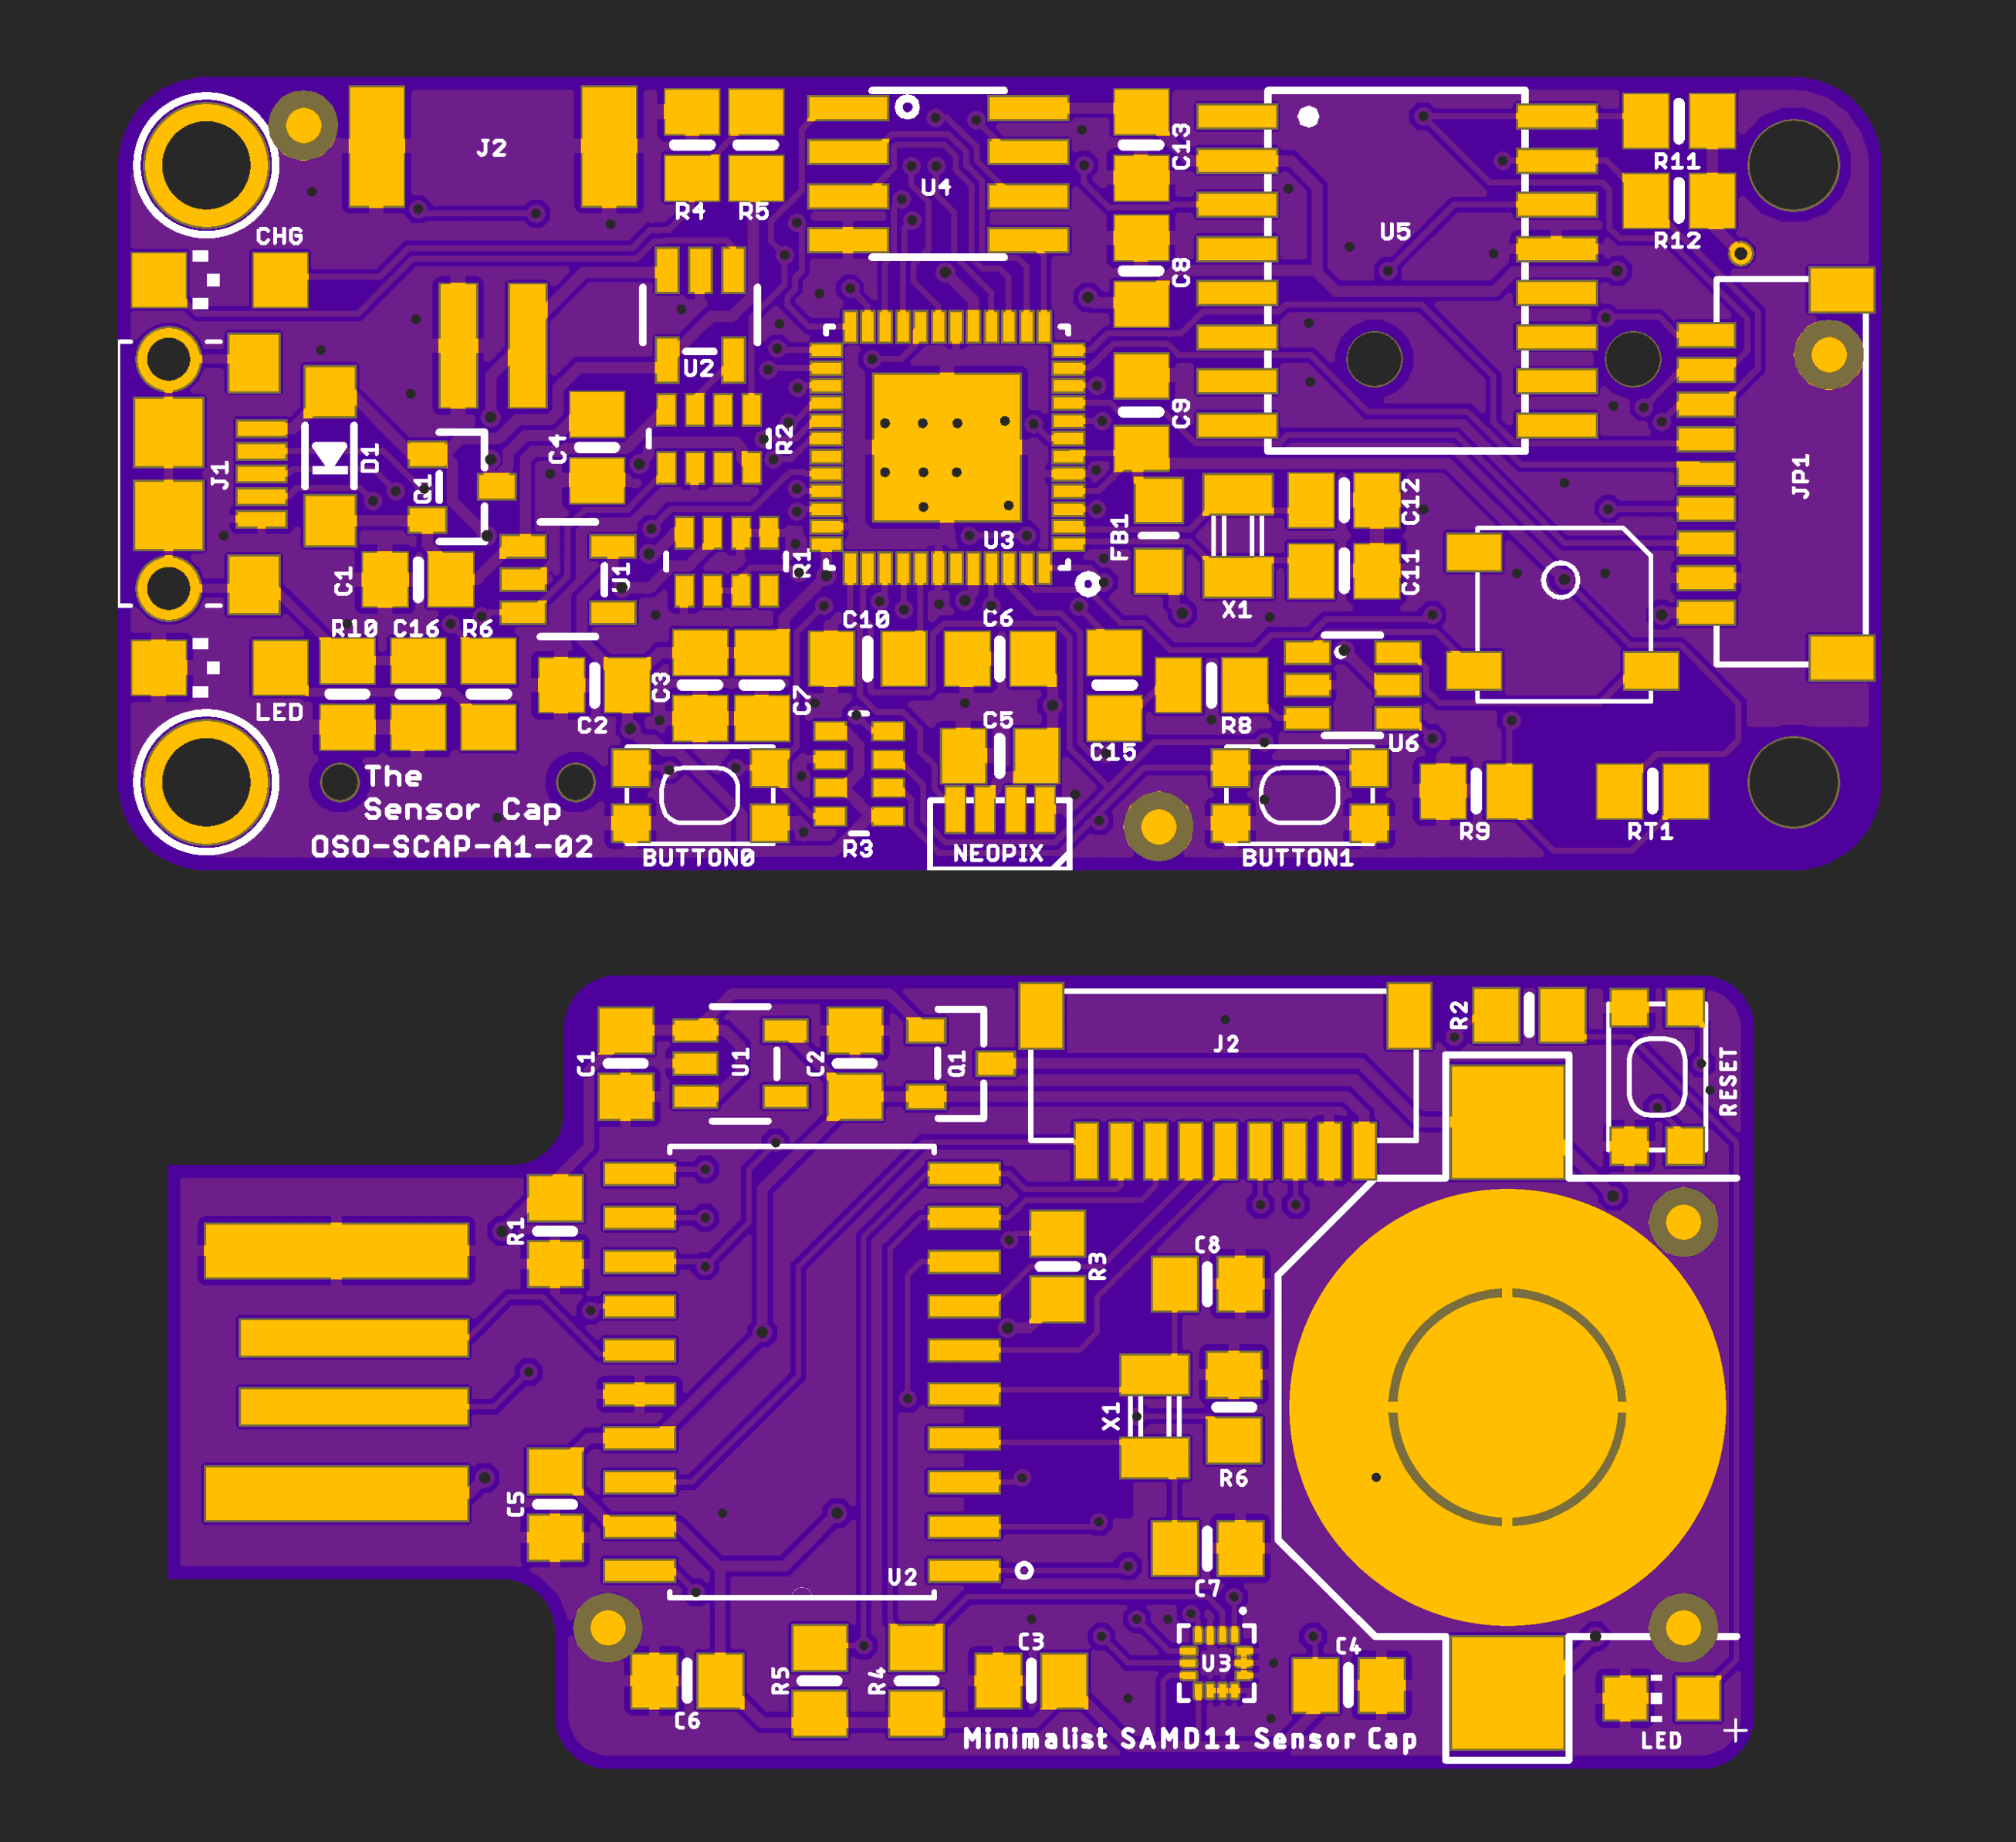 J2
R4 R5
U4
C13
U5
R11
R12
CHG
C8
U2
C9
R2
C4
D1
J1
Q1
JP1
C12
FB1
U3
R1
U1
C1
C11
X1
R10 C16 R6
C10
C6
LED
C3
C7
C2
C5
R8
U6
C15
The
Sensor Cap
OSO-SCAP-A1-02
BUTTON0
R3
NEOPIX
BUTTON1
R9
RT1
R2
J2
C1
U1
C2
Q1
RESET
R1
R3
C8
X1
R6
C5
U2
C7
C3
C4
U3
R5
R4
C6
Minimalist SAMD11 Sensor Cap
LED
+